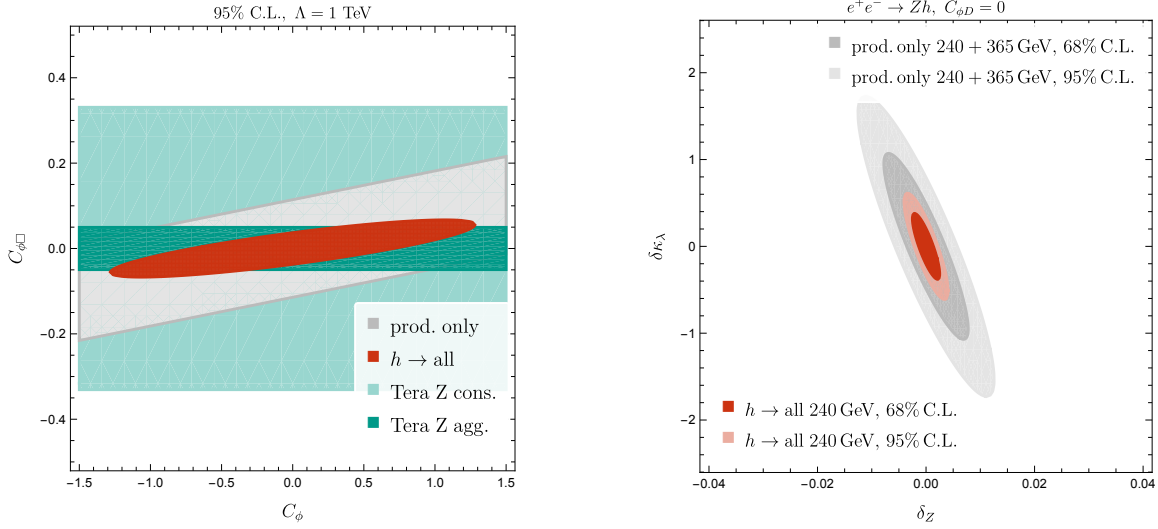 95% C.L., Λ = 1 TeV
0.4
0.2
0.0
−0.2
−0.4
C_ϕ□
prod. only
h → all
Tera Z cons.
Tera Z agg.
−1.5 −1.0 −0.5 0.0 0.5 1.0 1.5
C_ϕ
e⁺e⁻ → Zh, C_ϕD = 0
prod. only 240 + 365 GeV, 68% C.L.
prod. only 240 + 365 GeV, 95% C.L.
2
1
0
−1
−2
δκ_λ
h → all 240 GeV, 68% C.L.
h → all 240 GeV, 95% C.L.
−0.04 −0.02 0.00 0.02 0.04
δ_Z